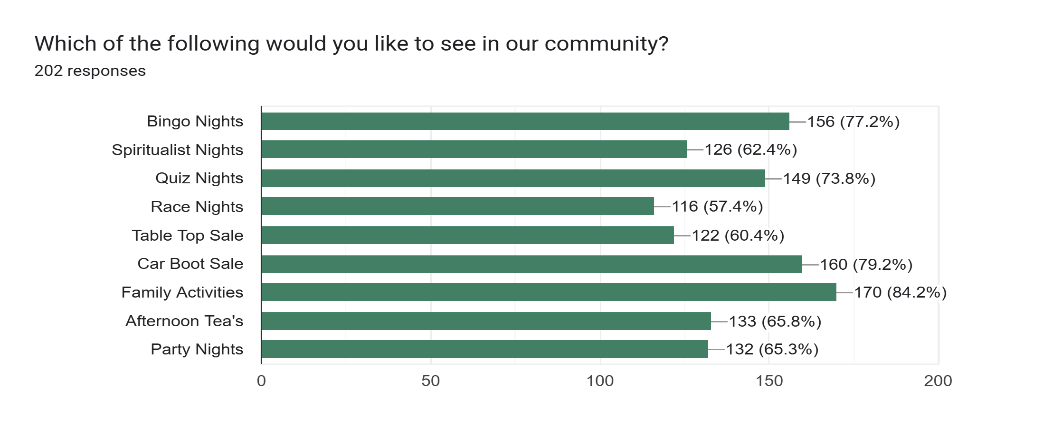 Which of the following would you like to see in our community?
202 responses
Bingo Nights 156 (77.2%)
Spiritualist Nights 126 (62.4%)
Quiz Nights 149 (73.8%)
Race Nights 116 (57.4%)
Table Top Sale 122 (60.4%)
Car Boot Sale 160 (79.2%)
Family Activities 170 (84.2%)
Afternoon Tea's 133 (65.8%)
Party Nights 132 (65.3%)
0 50 100 150 200